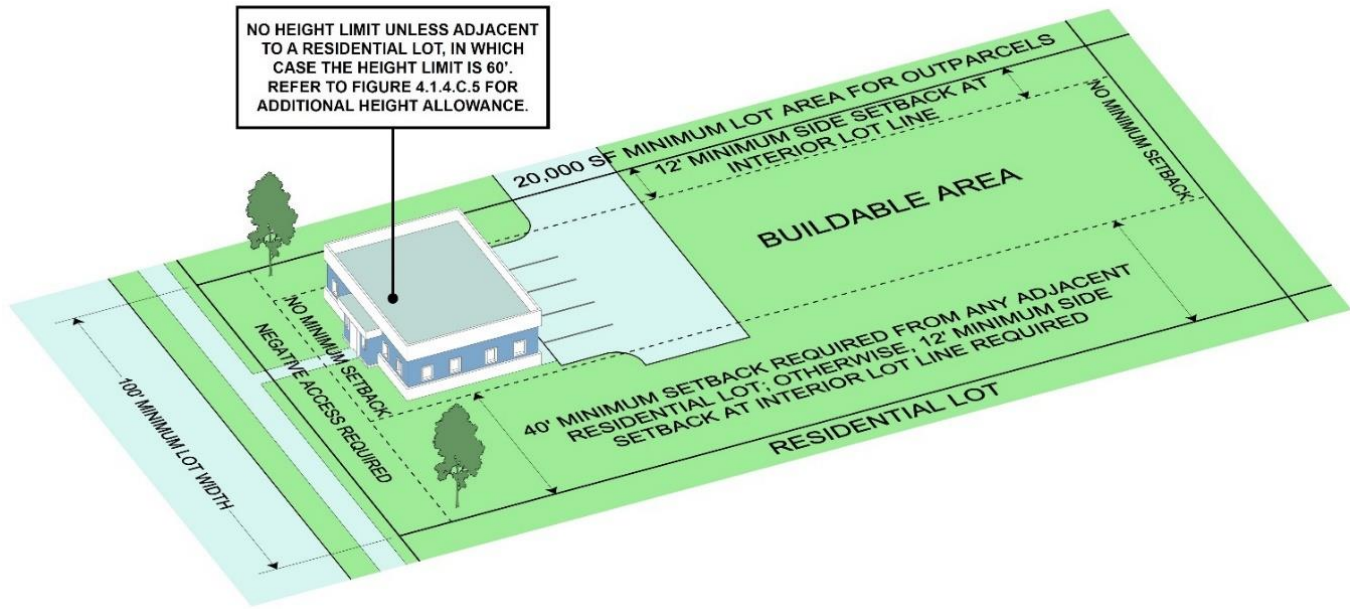 NO HEIGHT LIMIT UNLESS ADJACENT
TO A RESIDENTIAL LOT, IN WHICH
CASE THE HEIGHT LIMIT IS 60'.
REFER TO FIGURE 4.1.4.C.5 FOR
ADDITIONAL HEIGHT ALLOWANCE.
20,000 SF MINIMUM LOT AREA FOR OUTPARCELS
12' MINIMUM SIDE SETBACK AT
INTERIOR LOT LINE
NO MINIMUM SETBACK
BUILDABLE AREA
NO MINIMUM SETBACK
NEGATIVE ACCESS REQUIRED
100' MINIMUM LOT WIDTH
40' MINIMUM SETBACK REQUIRED FROM ANY ADJACENT
RESIDENTIAL LOT; OTHERWISE, 12' MINIMUM SIDE
SETBACK AT INTERIOR LOT LINE REQUIRED
RESIDENTIAL LOT